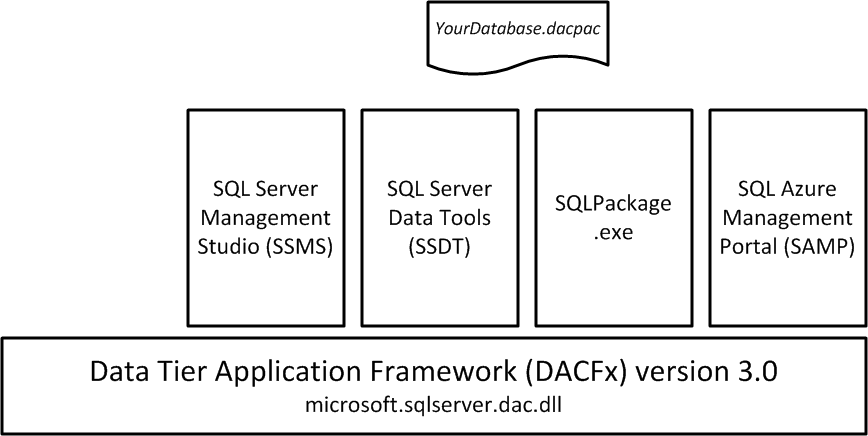 YourDatabase.dacpac
SQL Server
Management
Studio (SSMS)
SQL Server
Data Tools
(SSDT)
SQLPackage
.exe
SQL Azure
Management
Portal (SAMP)
Data Tier Application Framework (DACFx) version 3.0
microsoft.sqlserver.dac.dll